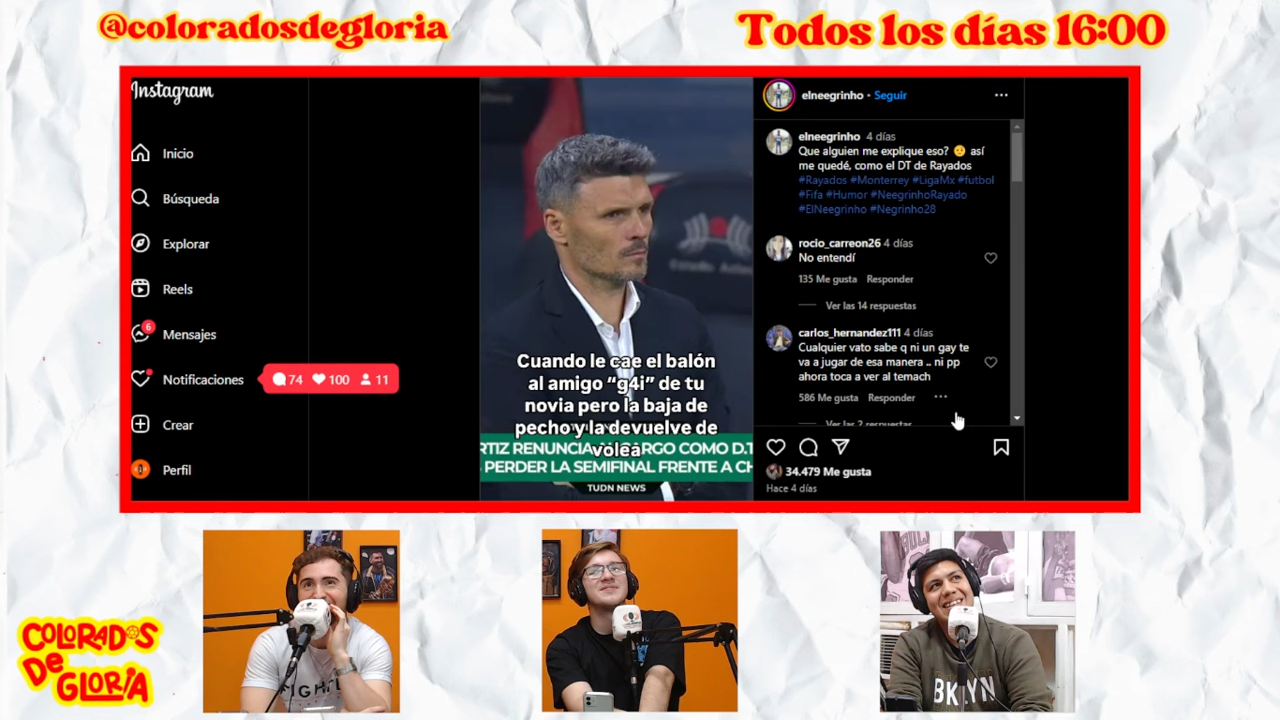 @coloradosdegloria
Todos los días 16:00
Instagram
Inicio
Búsqueda
Explorar
Reels
6
Mensajes
Notificaciones
74 100 11
Crear
Perfil
Cuando le cae el balón
al amigo “g4i” de tu
novia pero la baja de
pecho y la devuelve de
volea
RTIZ RENUNCIA
ARGO COMO D.T
PERDER LA SEMIFINAL FRENTE A CH
TUDN NEWS
elneegrinho • Seguir
elneegrinho 4 días
Que alguien me explique eso? 🫠 así
me quedé, como el DT de Rayados
#Rayados #Monterrey #LigaMx #futbol
#Fifa #Humor #NeegrinhoRayado
#ElNeegrinho #Negrinho28
rocio_carreon26 4 días
No entendí
135 Me gusta Responder
Ver las 14 respuestas
carlos_hernandez111 4 días
Cualquier vato sabe q ni un gay te
va a jugar de esa manera .. ni pp
ahora toca a ver al temach
586 Me gusta Responder
Ver las 2 respuestas
34.479 Me gusta
Hace 4 días
COLORADOS
De
GLORIA
BKLYN